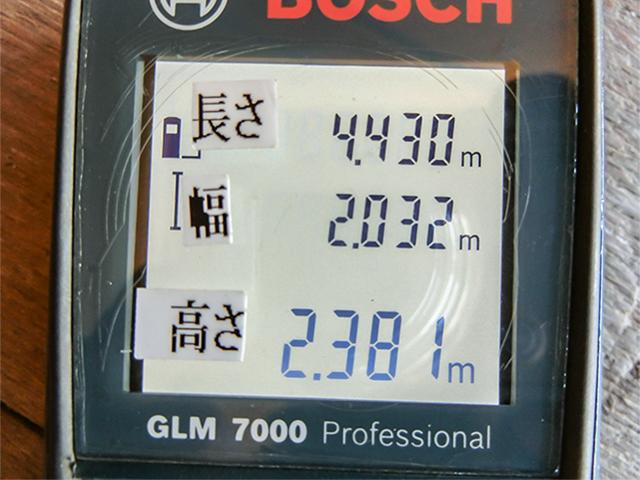 BOSCH
長さ 4.430 m
幅 2.032 m
高さ 2.381 m
GLM 7000 Professional